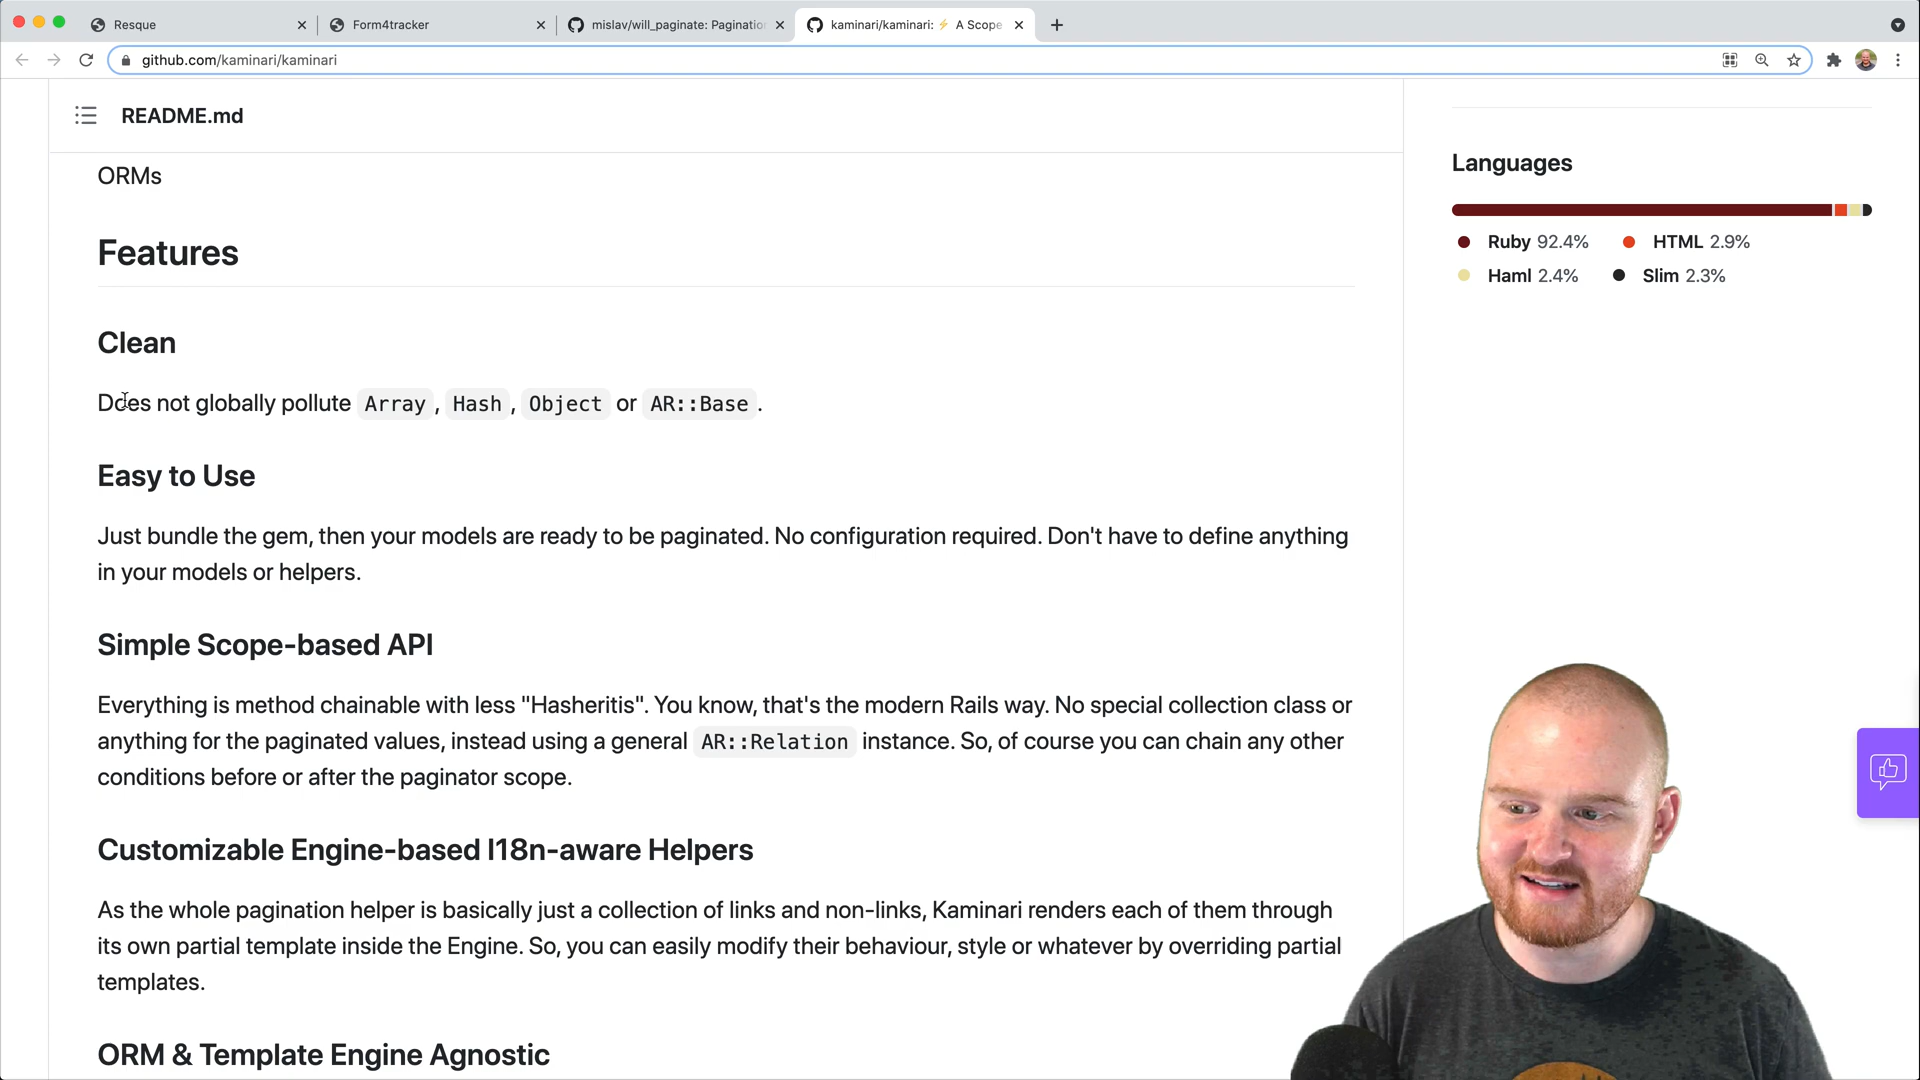 Resque
Form4tracker
mislav/will_paginate: Pagination
kaminari/kaminari: ⚡ A Scope
github.com/kaminari/kaminari
README.md
ORMs
Features
Clean
Does not globally pollute Array, Hash, Object or AR::Base.
Easy to Use
Just bundle the gem, then your models are ready to be paginated. No configuration required. Don't have to define anything
in your models or helpers.
Simple Scope-based API
Everything is method chainable with less "Hasheritis". You know, that's the modern Rails way. No special collection class or
anything for the paginated values, instead using a general AR::Relation instance. So, of course you can chain any other
conditions before or after the paginator scope.
Customizable Engine-based I18n-aware Helpers
As the whole pagination helper is basically just a collection of links and non-links, Kaminari renders each of them through
its own partial template inside the Engine. So, you can easily modify their behaviour, style or whatever by overriding partial
templates.
ORM & Template Engine Agnostic
Languages
Ruby 92.4%
HTML 2.9%
Haml 2.4%
Slim 2.3%